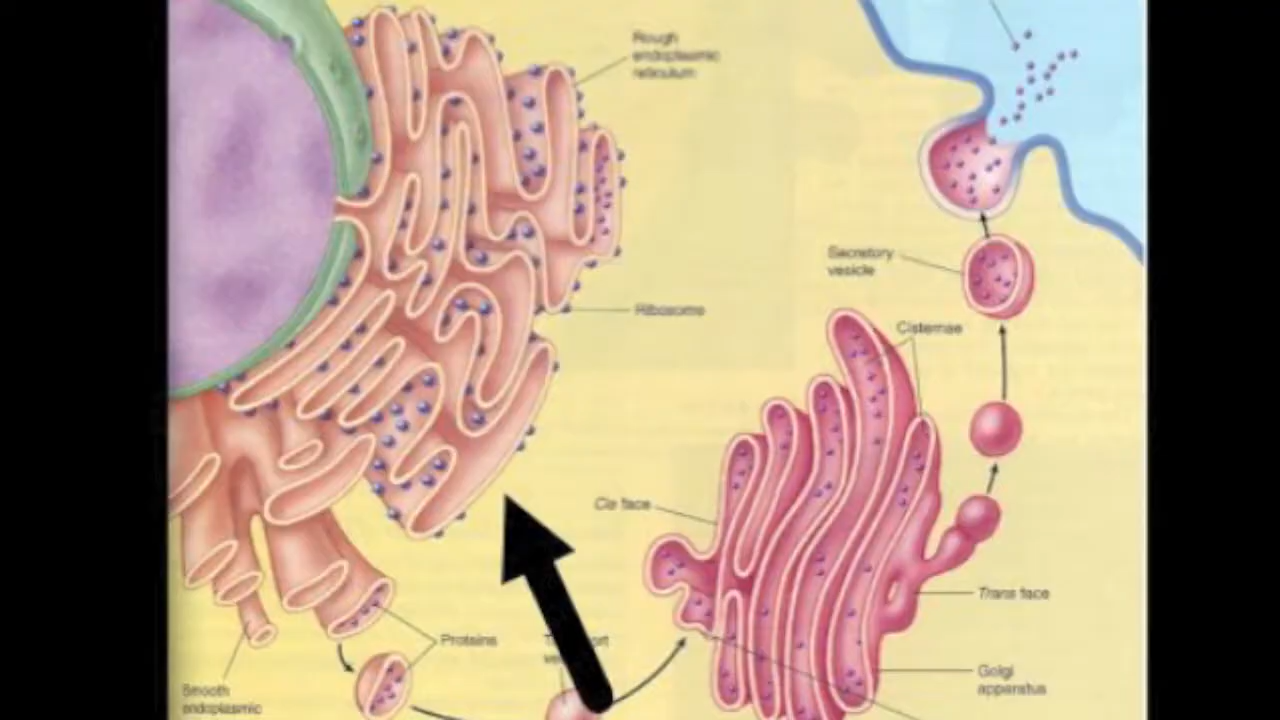 Rough
endoplasmic
reticulum
Secretory
vesicle
Ribosome
Cisternae
Cis face
Trans face
Proteins
Golgi
apparatus
Smooth
endoplasmic